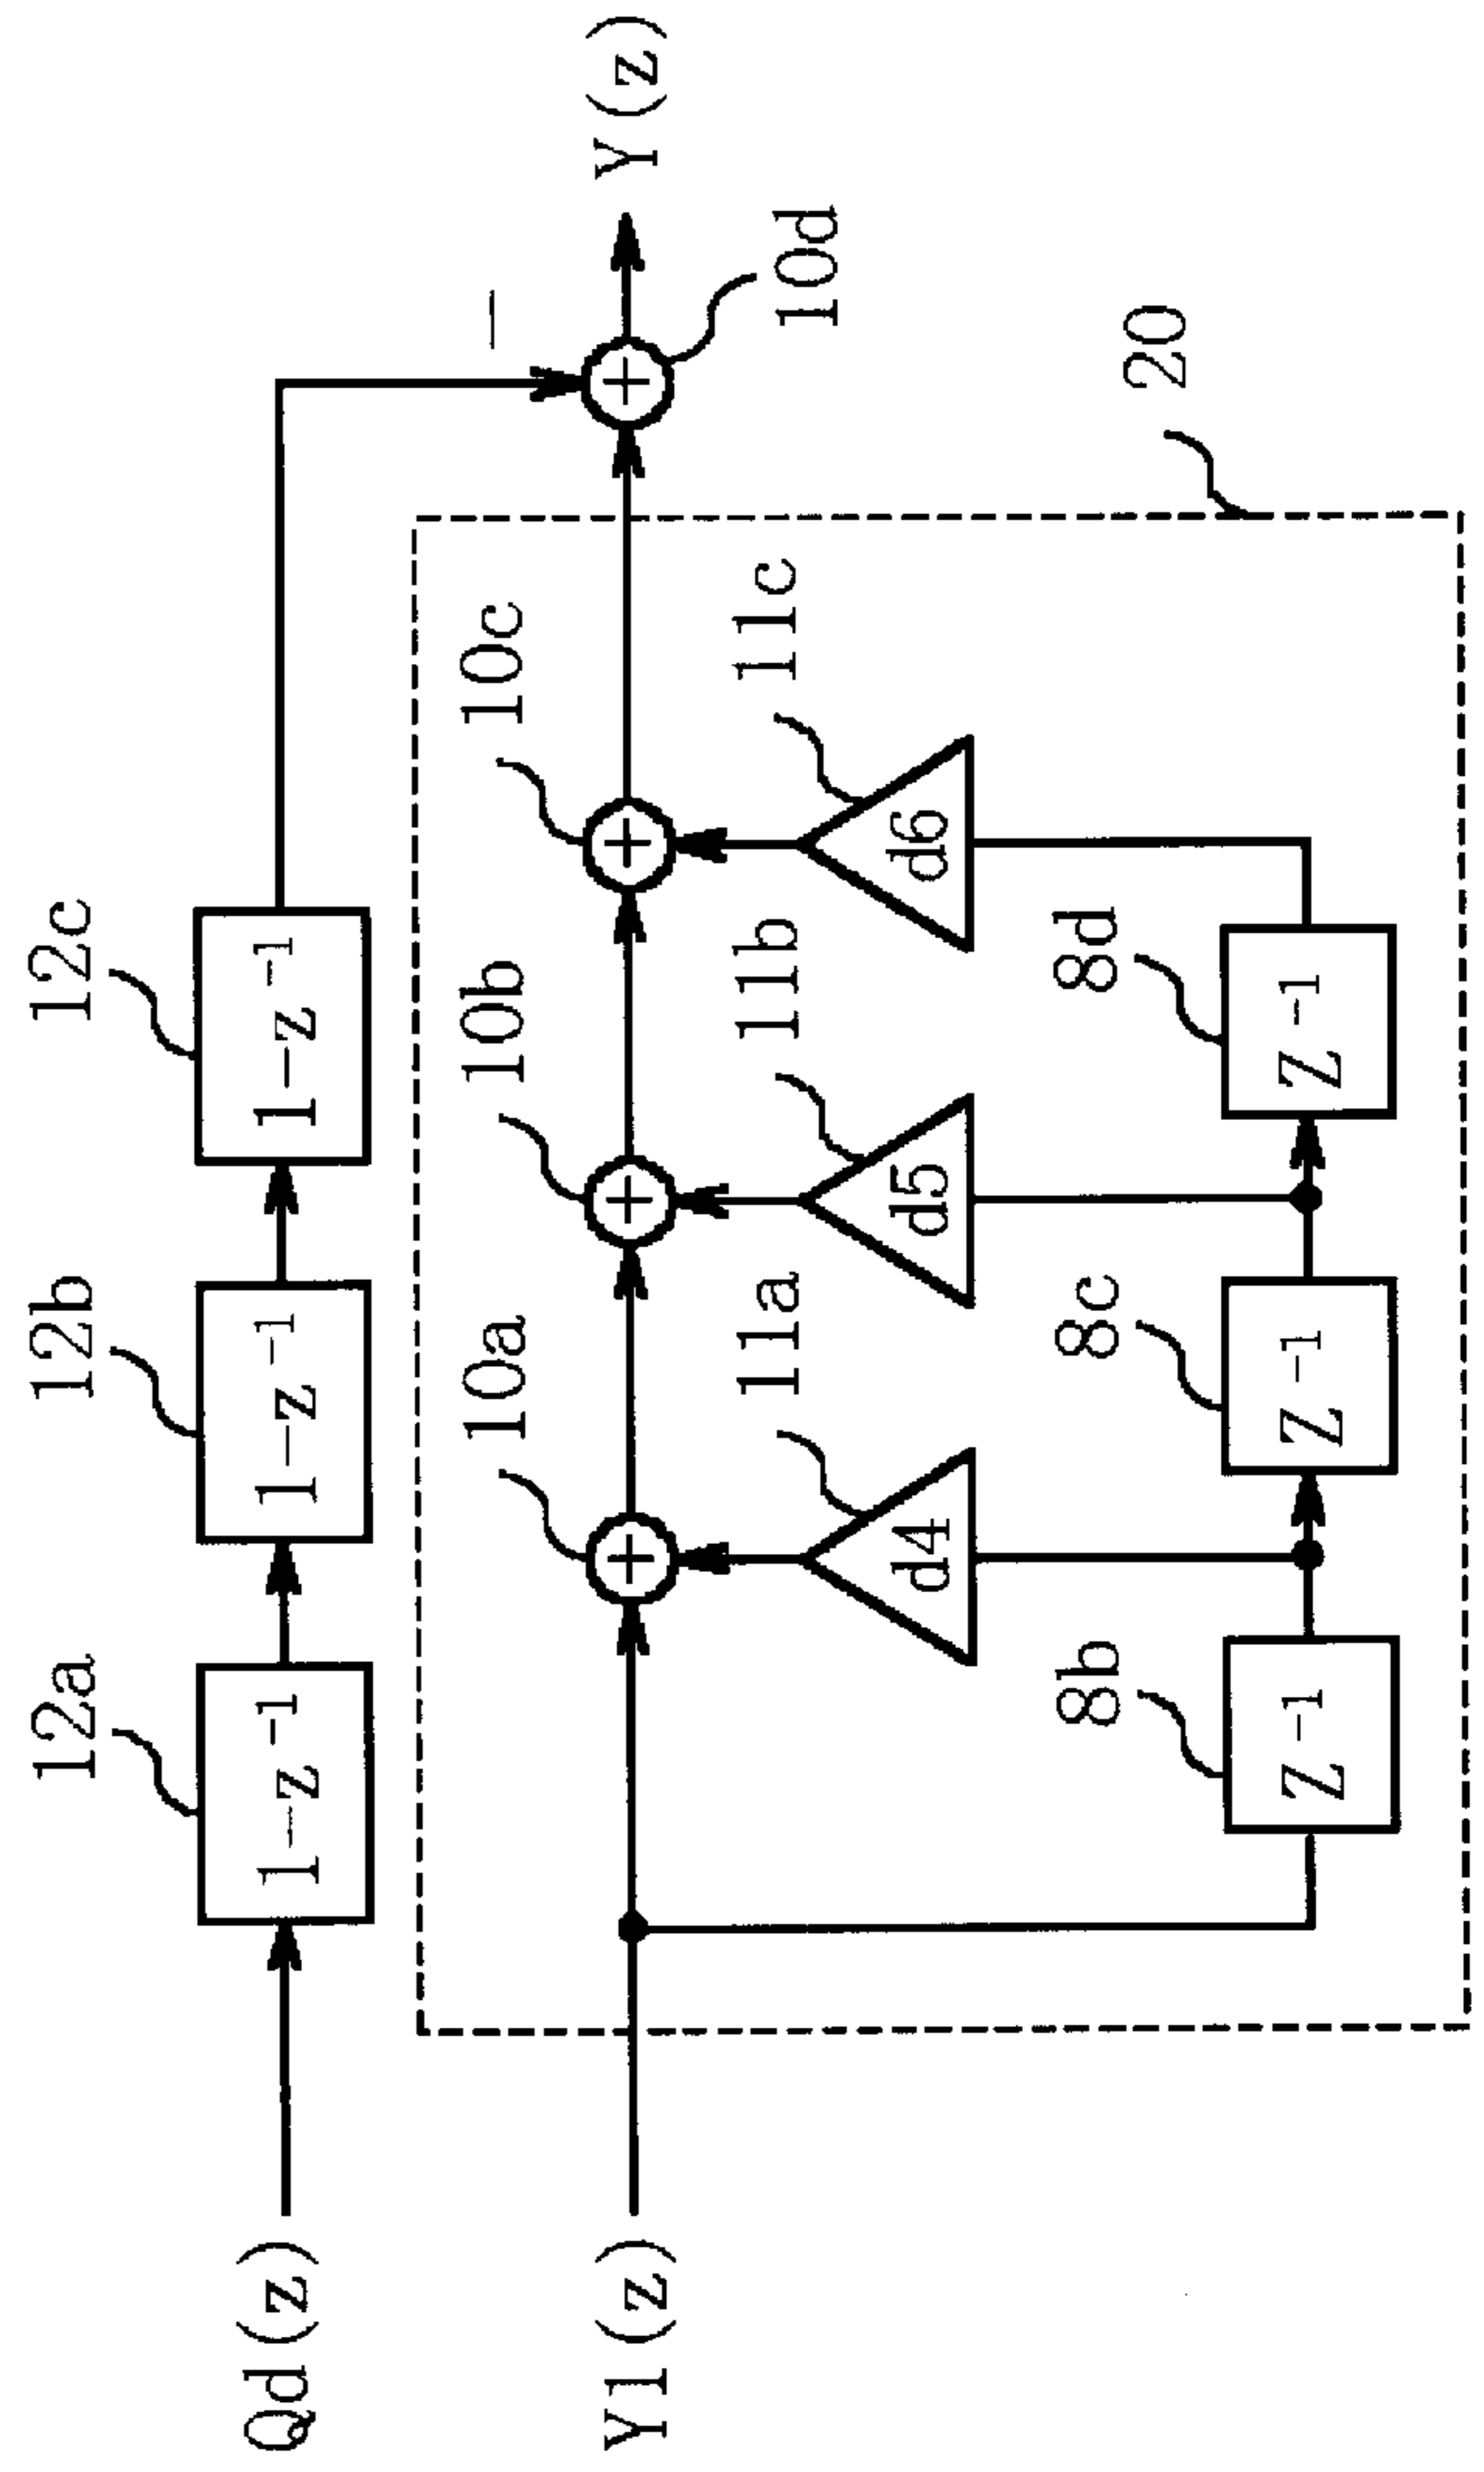 12a
12b
12c
Qd(z)
1-z⁻¹
1-z⁻¹
1-z⁻¹
−
10a
10b
10c
Y1(z)
+
+
+
+
Y(z)
11a
11b
11c
10d
d4
d5
d6
8b
8c
8d
20
Z⁻¹
Z⁻¹
Z⁻¹